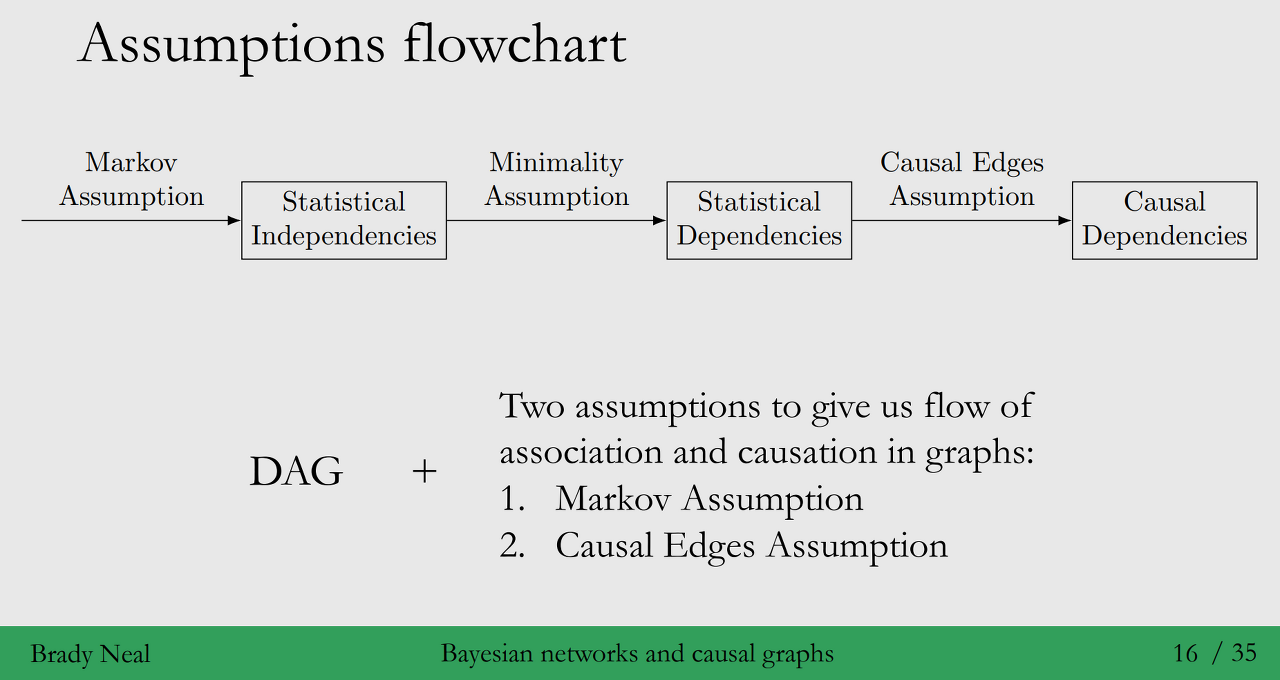 Assumptions flowchart
Markov
Assumption
Statistical
Independencies
Minimality
Assumption
Statistical
Dependencies
Causal Edges
Assumption
Causal
Dependencies
DAG
+
Two assumptions to give us flow of
association and causation in graphs:
1. Markov Assumption
2. Causal Edges Assumption
Brady Neal
Bayesian networks and causal graphs
16 / 35